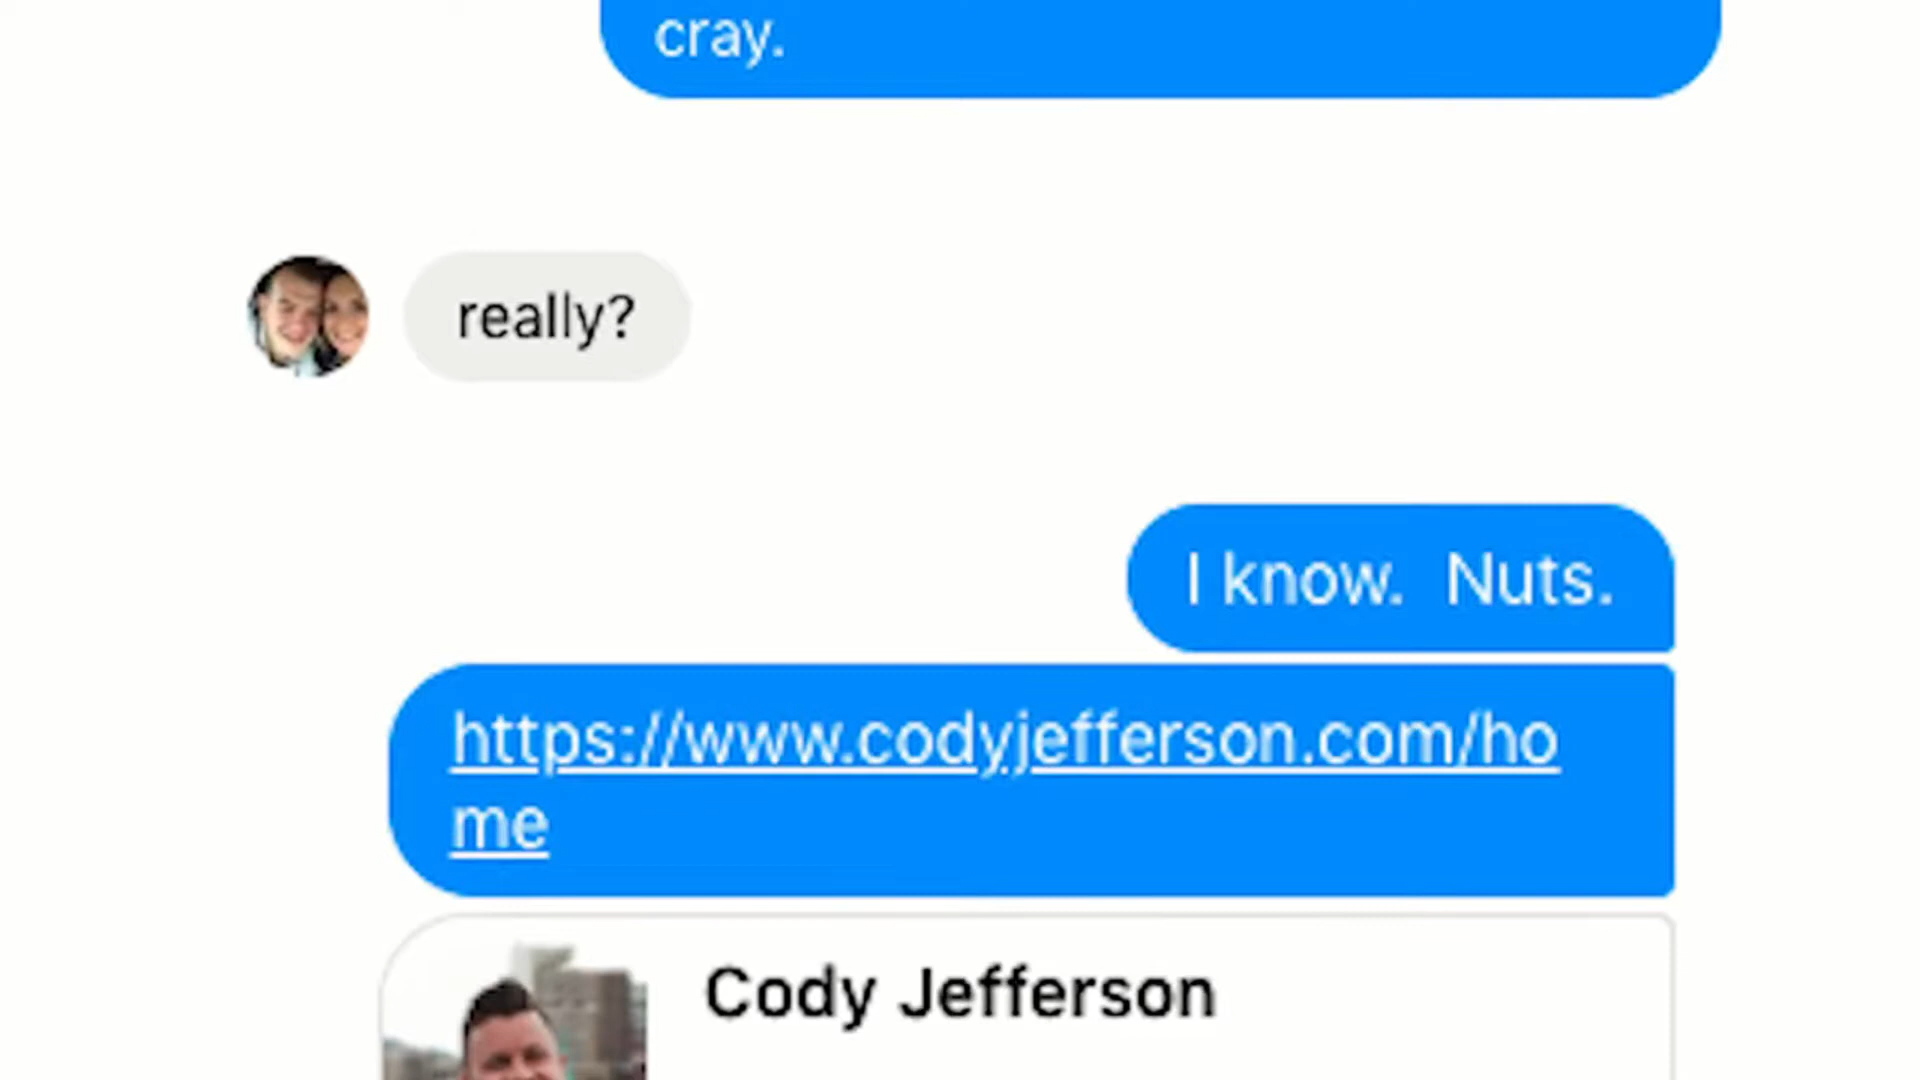 cray.
really?
I know.  Nuts.
https://www.codyjefferson.com/ho
me
Cody Jefferson